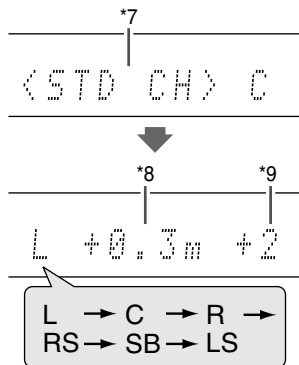 *7
<STD CH> C
*8 *9
L +0.3m +2
L → C → R →
RS → SB → LS